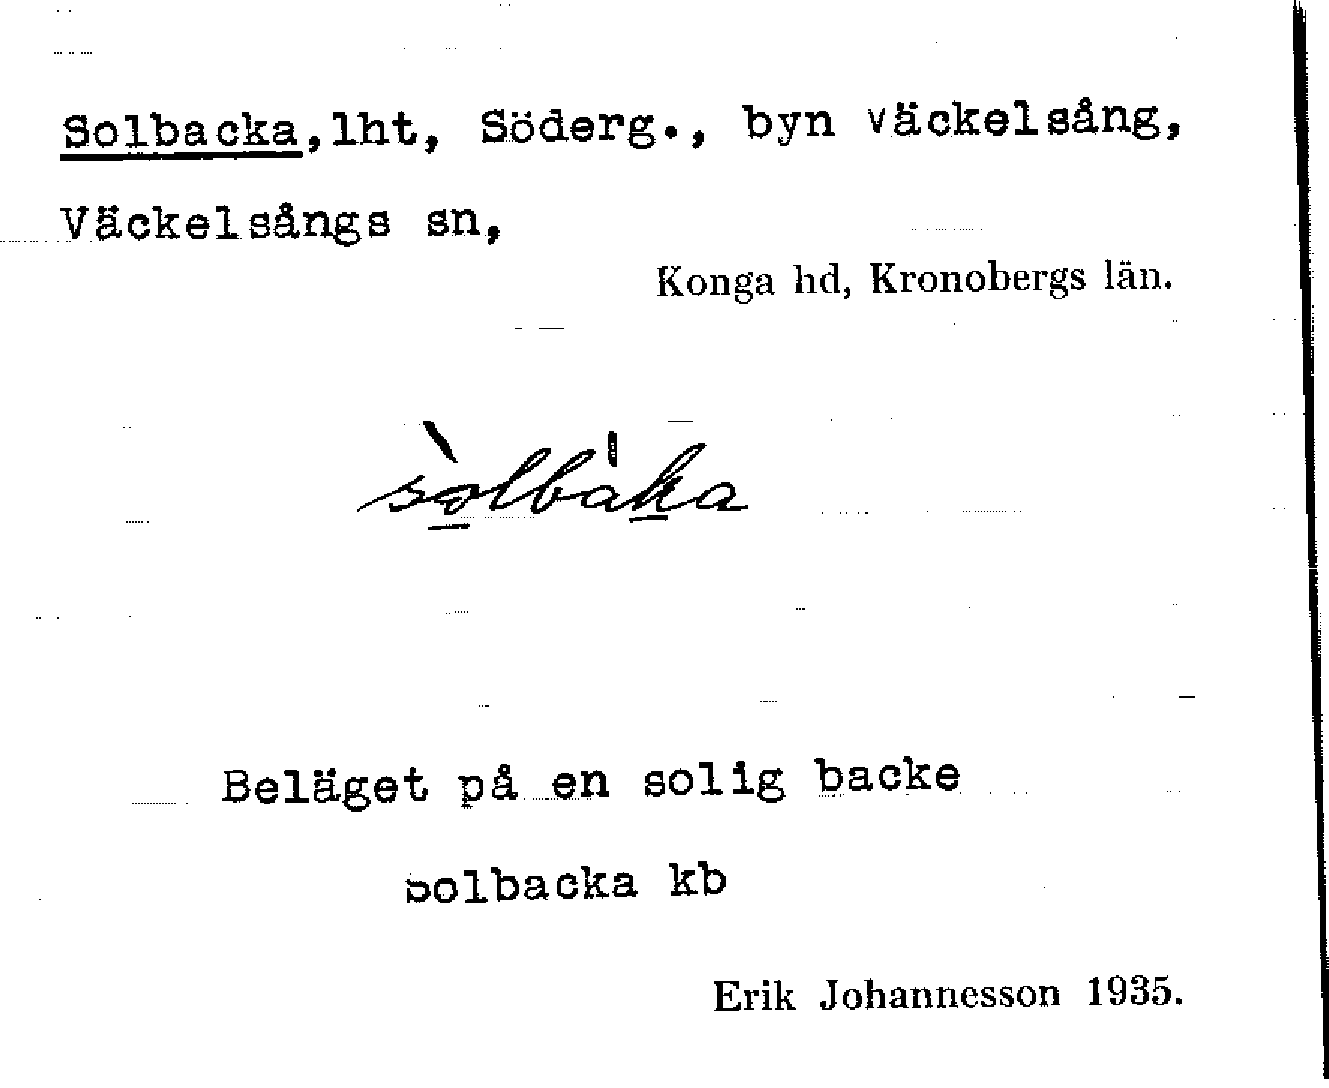 Solbacka,lht, Söderg., byn Väckelsång,
Väckelsångs sn,
Konga hd, Kronobergs län.
sòlbàka
Beläget på en solig backe
Solbacka kb
Erik Johannesson 1935.